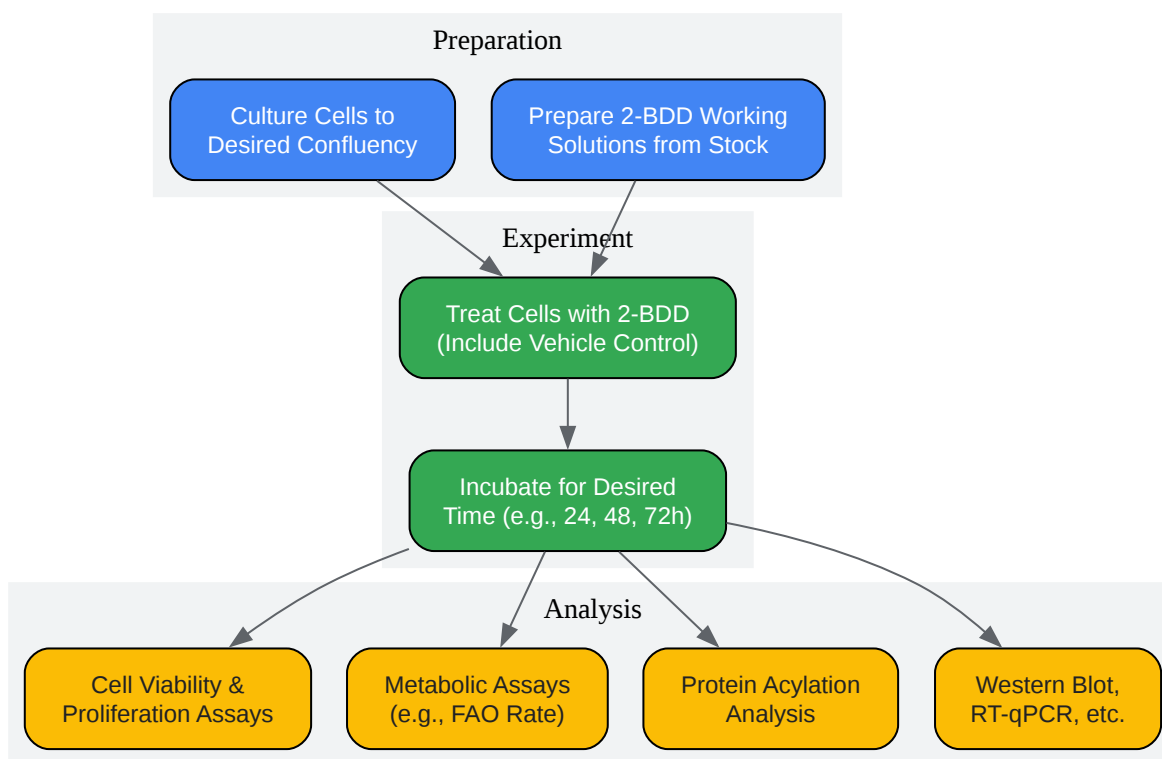 Preparation
Culture Cells to
Desired Confluency
Prepare 2-BDD Working
Solutions from Stock
Experiment
Treat Cells with 2-BDD
(Include Vehicle Control)
Incubate for Desired
Time (e.g., 24, 48, 72h)
Analysis
Cell Viability &
Proliferation Assays
Metabolic Assays
(e.g., FAO Rate)
Protein Acylation
Analysis
Western Blot,
RT-qPCR, etc.